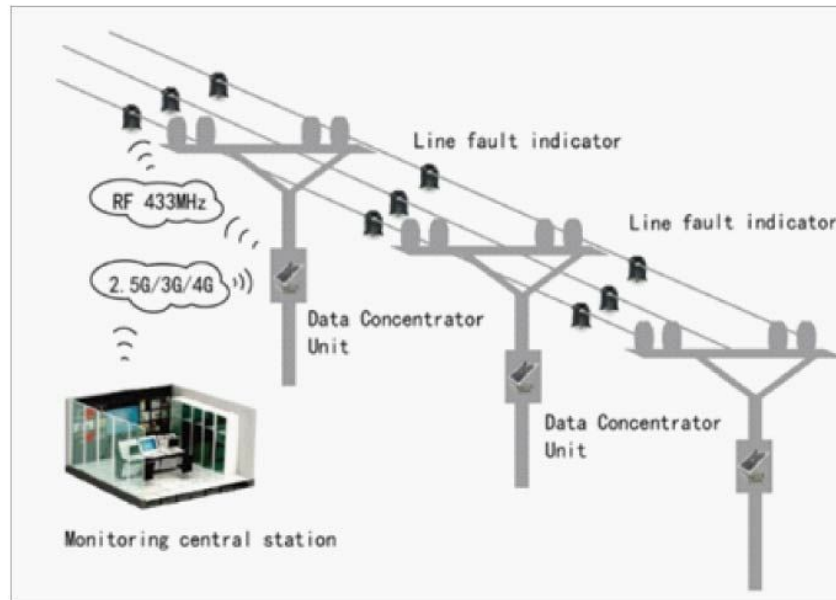 Line fault indicator
RF 433MHz
Line fault indicator
2.5G/3G/4G
Data Concentrator
Unit
Data Concentrator
Unit
Monitoring central station